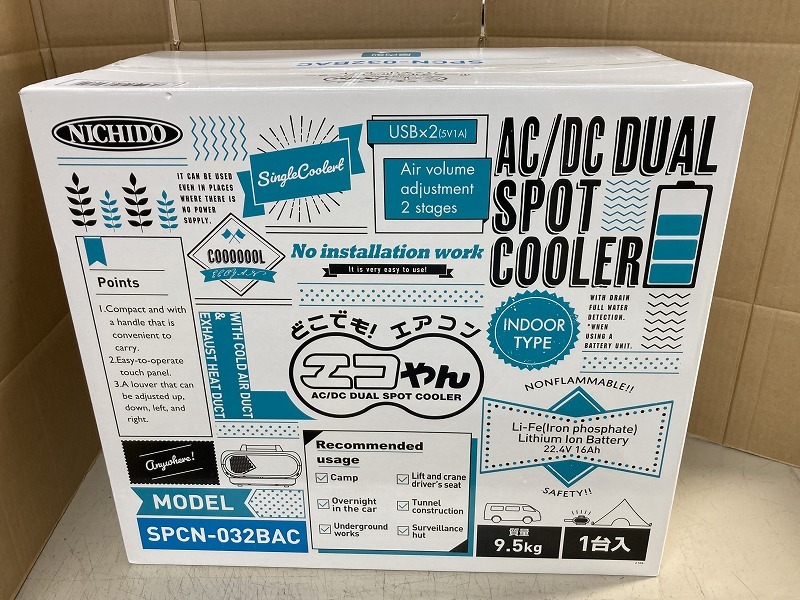 SPCN-032BAC
NICHIDO
IT CAN BE USED
EVEN IN PLACES
WHERE THERE IS
NO POWER
SUPPLY.
SingleCooler!
USB×2(5V1A)
Air volume
adjustment
2 stages
AC/DC DUAL
SPOT
COOLER
COOOOOOL
No installation work
It is very easy to use!
Points
1.Compact and with
a handle that is
convenient to
carry.
2.Easy-to-operate
touch panel.
3.A louver that can
be adjusted up,
down, left, and
right.
WITH COLD AIR DUCT
&
EXHAUST HEAT DUCT
どこでも! エアコン
エコやん
AC/DC DUAL SPOT COOLER
INDOOR
TYPE
WITH DRAIN
FULL WATER
DETECTION.
*WHEN
USING A
BATTERY UNIT.
NONFLAMMABLE!!
Li-Fe(Iron phosphate)
Lithium Ion Battery
22.4V 16Ah
SAFETY!!
Anywhere!
MODEL
SPCN-032BAC
Recommended
usage
Camp
Overnight
in the car
Underground
works
Lift and crane
driver's seat
Tunnel
construction
Surveillance
hut
質量
9.5kg
1台入